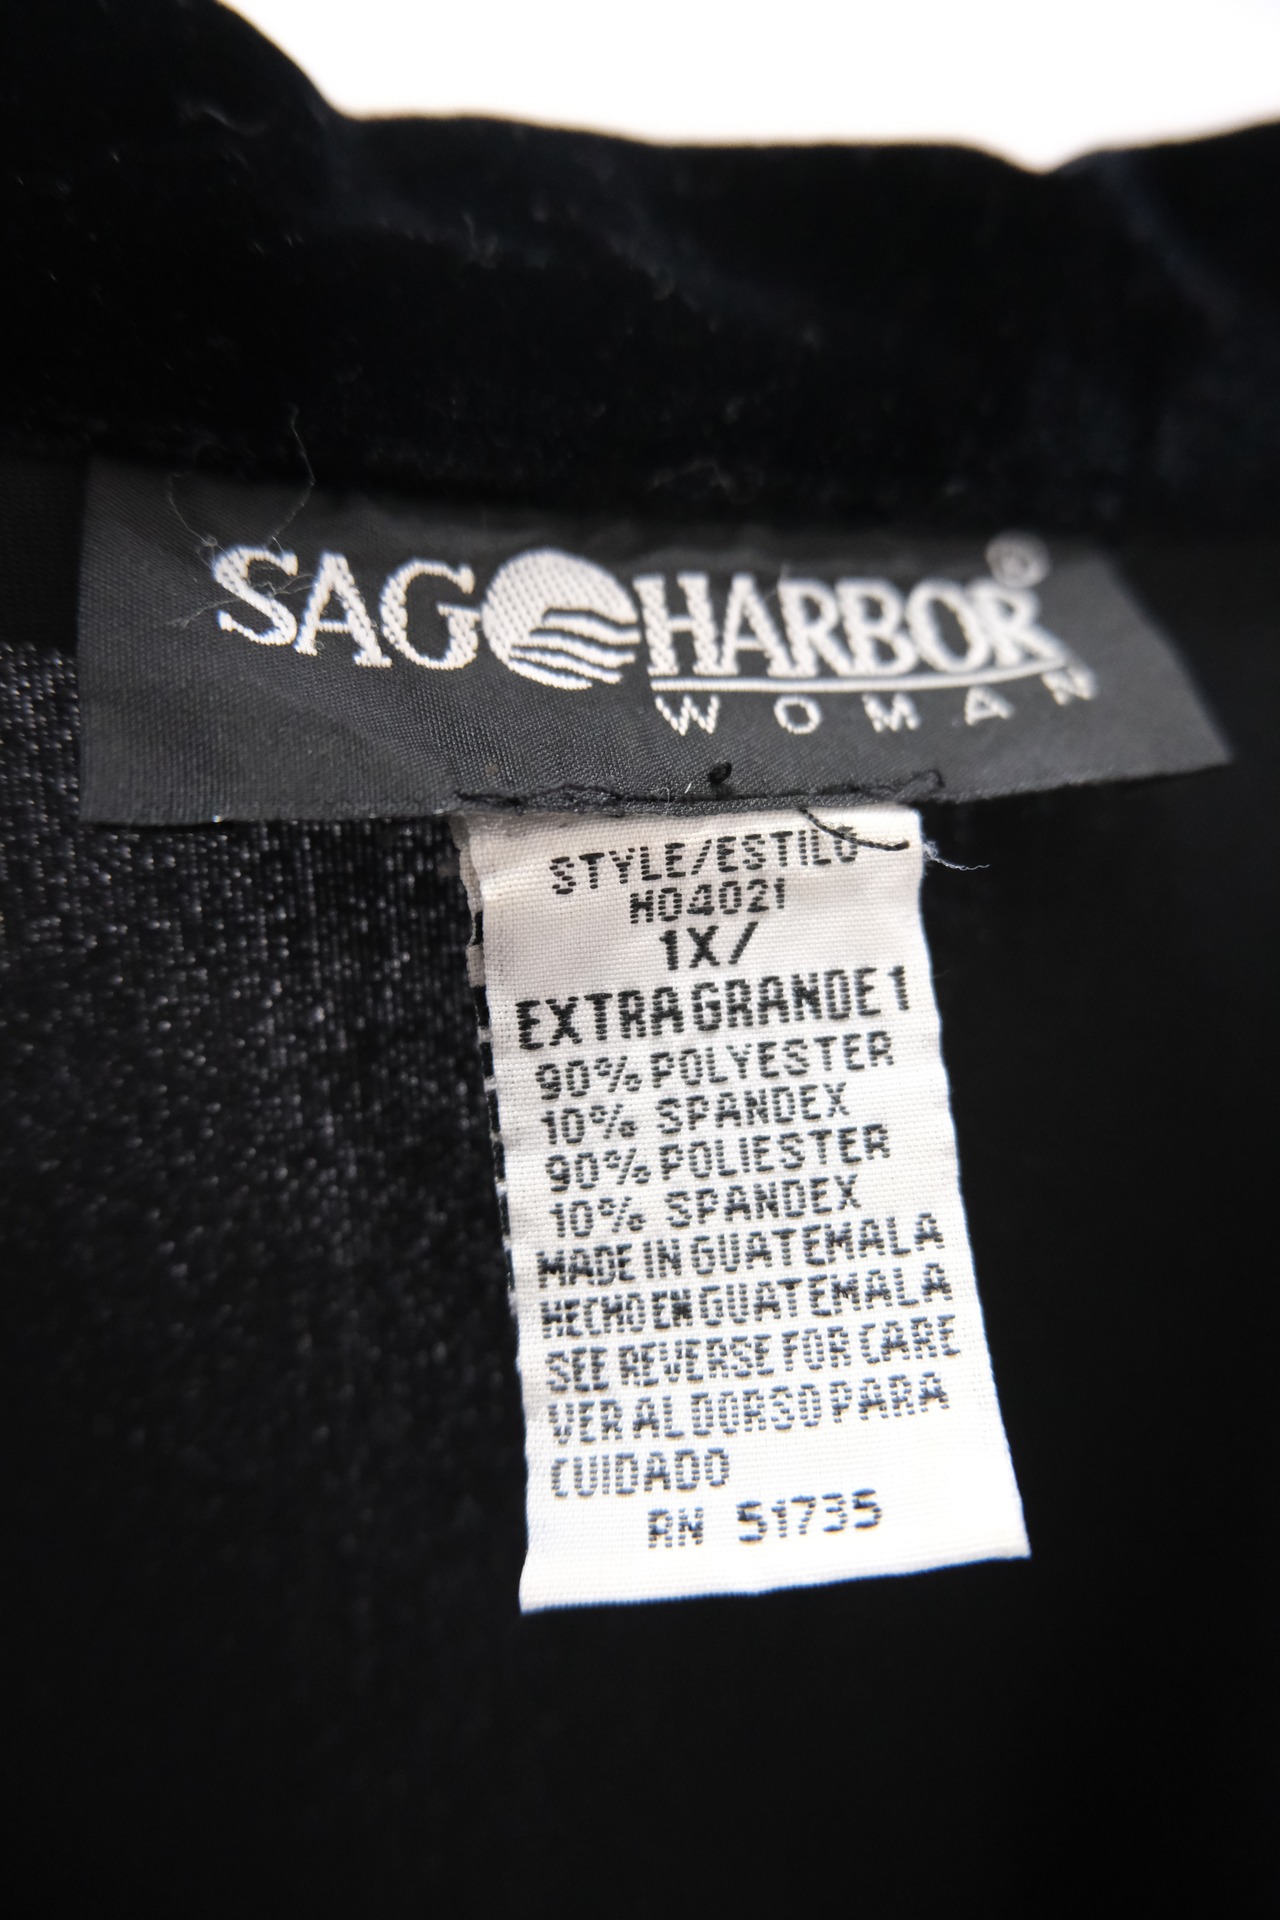 SAG HARBOR®
WOMAN
STYLE/ESTILO
H04021
1X/
EXTRA GRANDE 1
90% POLYESTER
10% SPANDEX
90% POLIESTER
10% SPANDEX
MADE IN GUATEMALA
HECHO EN GUATEMALA
SEE REVERSE FOR CARE
VER AL DORSO PARA
CUIDADO
RN 51735